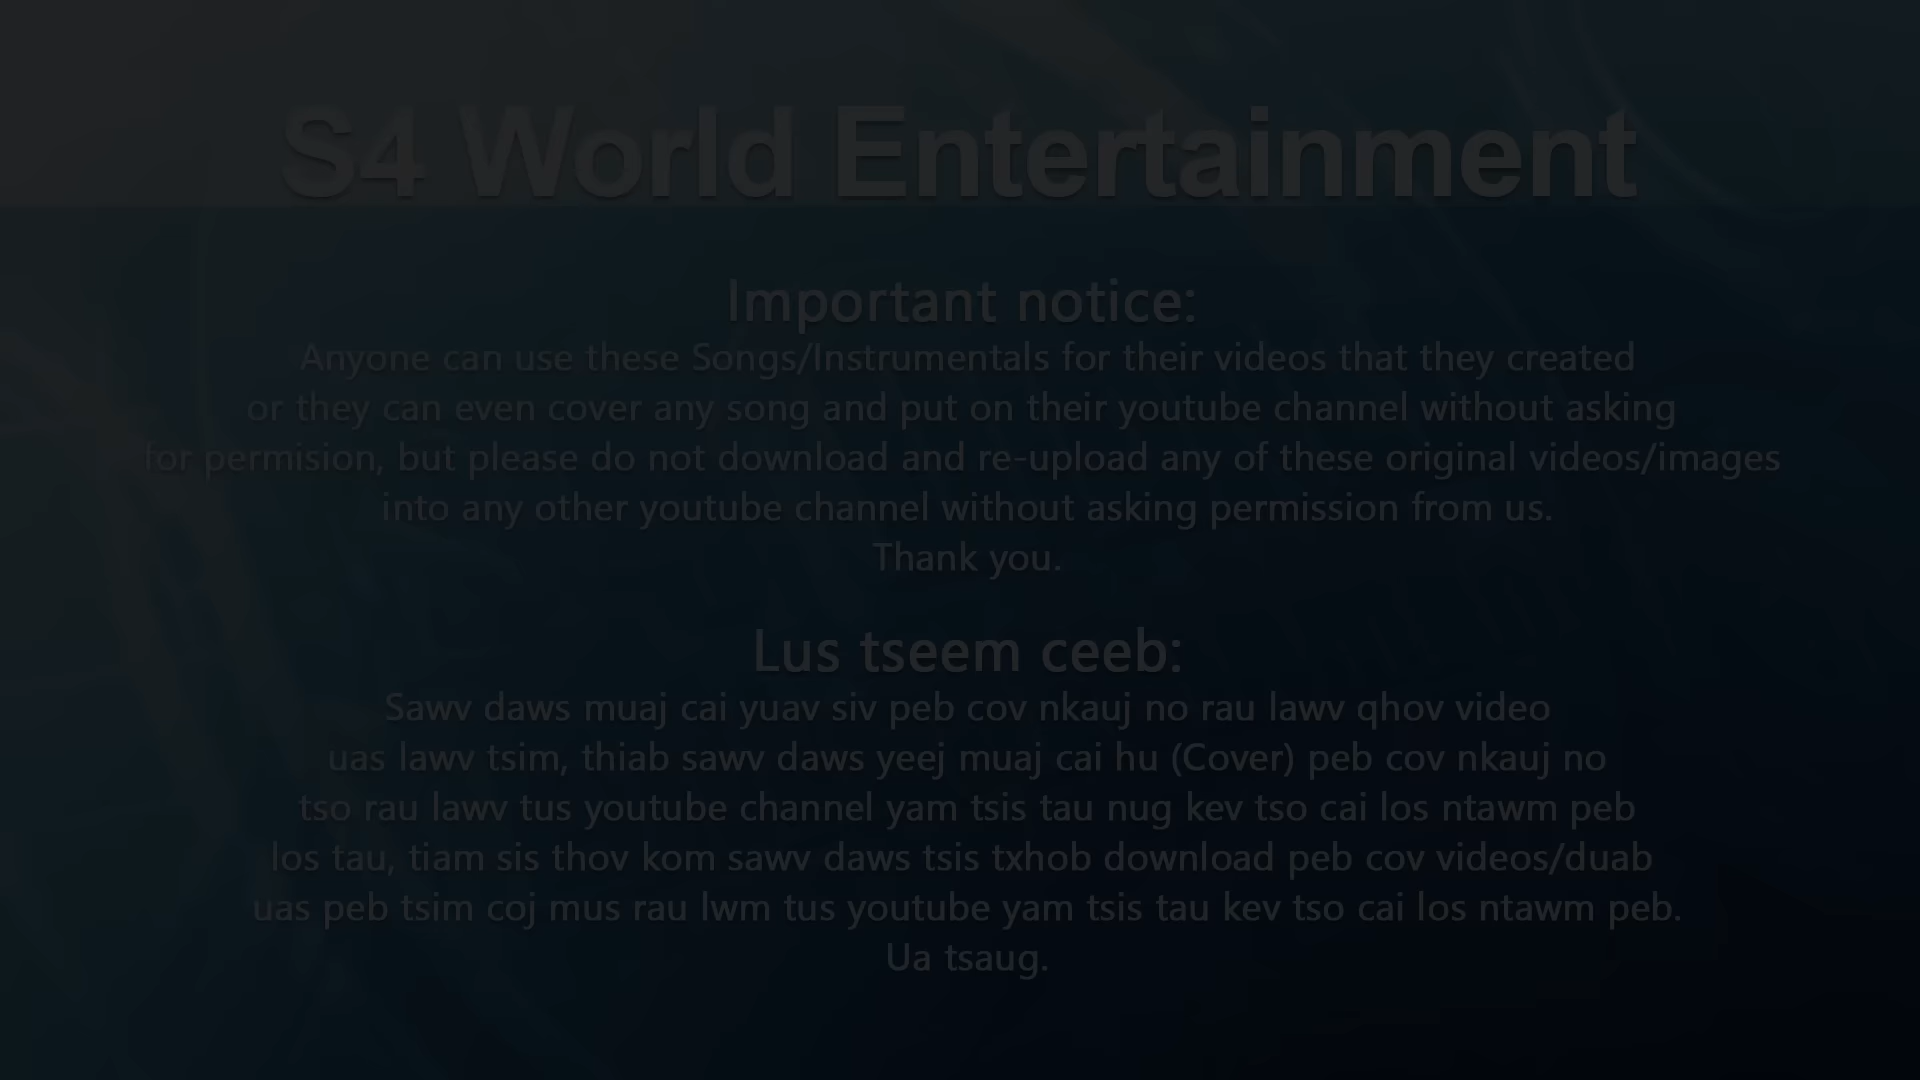 S4 World Entertainment
Important notice:
Anyone can use these Songs/Instrumentals for their videos that they created
or they can even cover any song and put on their youtube channel without asking
for permision, but please do not download and re-upload any of these original videos/images
into any other youtube channel without asking permission from us.
Thank you.
Lus tseem ceeb:
Sawv daws muaj cai yuav siv peb cov nkauj no rau lawv qhov video
uas lawv tsim, thiab sawv daws yeej muaj cai hu (Cover) peb cov nkauj no
tso rau lawv tus youtube channel yam tsis tau nug kev tso cai los ntawm peb
los tau, tiam sis thov kom sawv daws tsis txhob download peb cov videos/duab
uas peb tsim coj mus rau lwm tus youtube yam tsis tau kev tso cai los ntawm peb.
Ua tsaug.